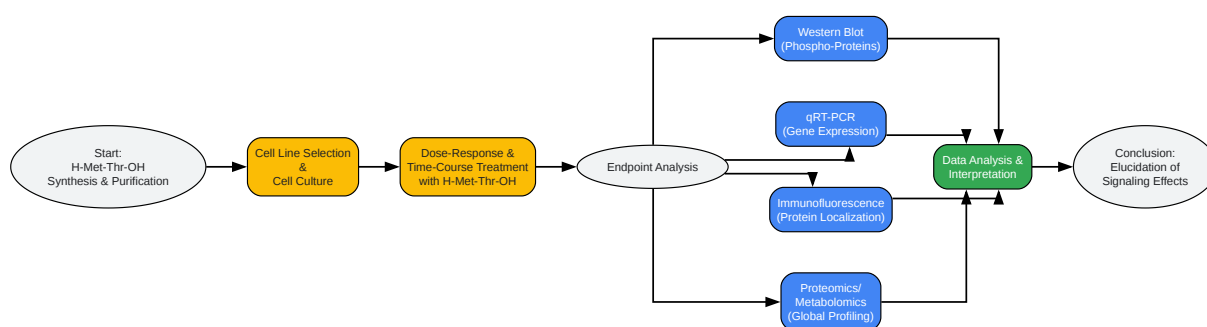 Start:
H-Met-Thr-OH
Synthesis & Purification
Cell Line Selection
&
Cell Culture
Dose-Response &
Time-Course Treatment
with H-Met-Thr-OH
Endpoint Analysis
Western Blot
(Phospho-Proteins)
qRT-PCR
(Gene Expression)
Immunofluorescence
(Protein Localization)
Proteomics/
Metabolomics
(Global Profiling)
Data Analysis &
Interpretation
Conclusion:
Elucidation of
Signaling Effects